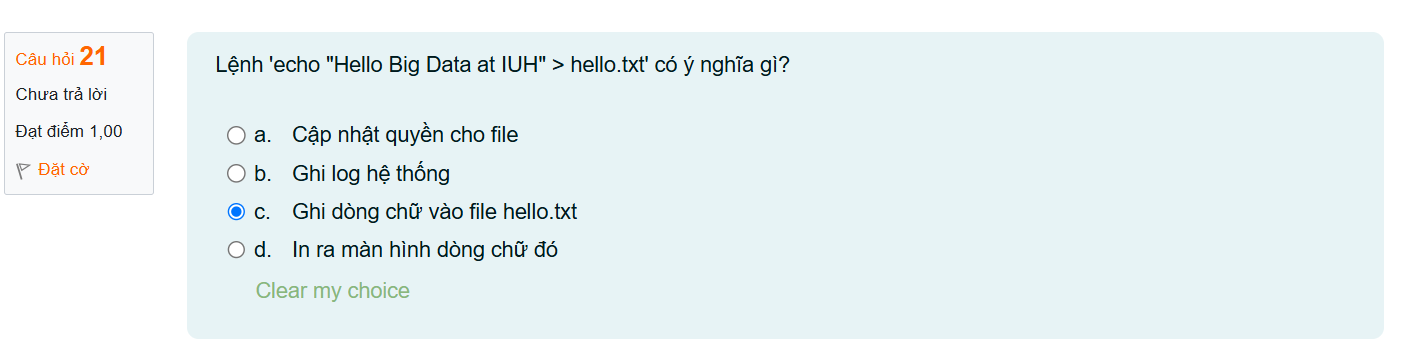 Câu hỏi 21
Chưa trả lời
Đạt điểm 1,00
Đặt cờ
Lệnh 'echo "Hello Big Data at IUH" > hello.txt' có ý nghĩa gì?
a. Cập nhật quyền cho file
b. Ghi log hệ thống
c. Ghi dòng chữ vào file hello.txt
d. In ra màn hình dòng chữ đó
Clear my choice